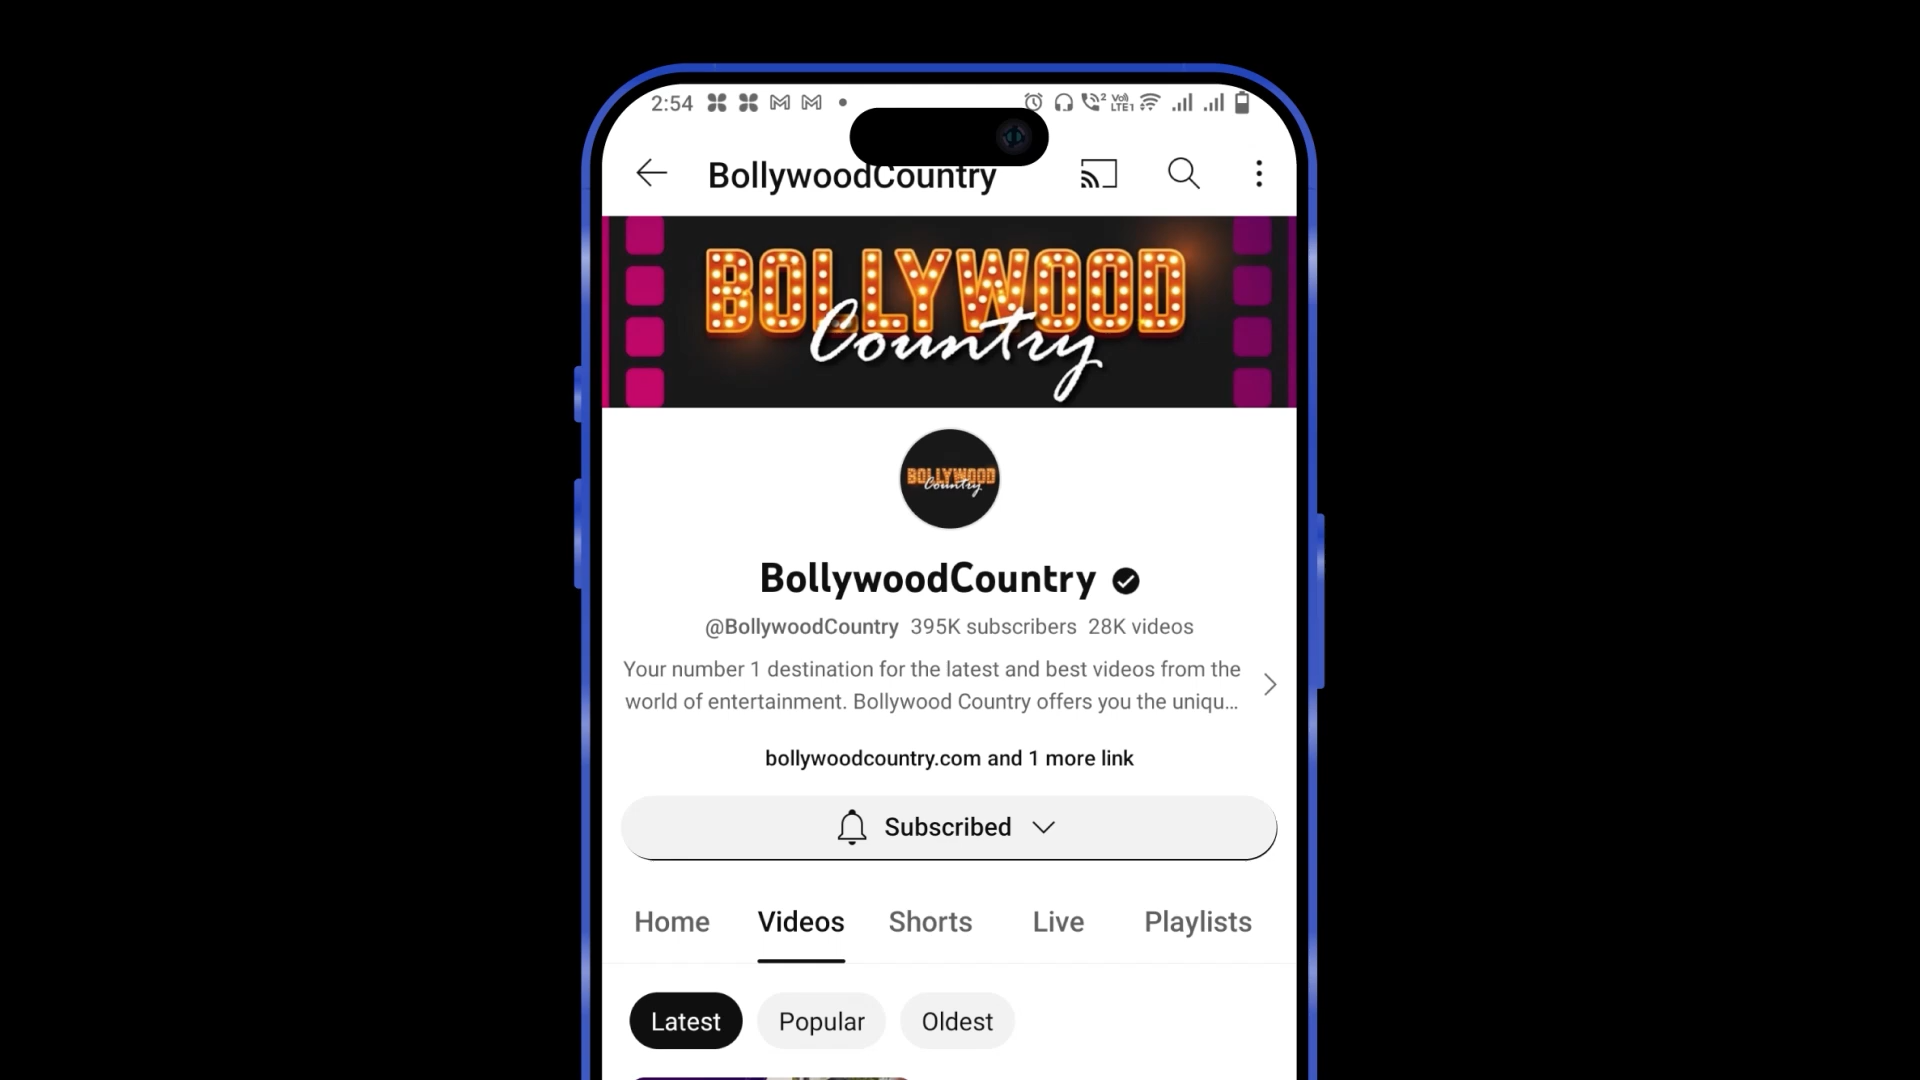 2:54
Vo)) LTE1
BollywoodCountry
BOLLYWOOD
Country
BOLLYWOOD
Country
BollywoodCountry
@BollywoodCountry 395K subscribers 28K videos
Your number 1 destination for the latest and best videos from the
world of entertainment. Bollywood Country offers you the uniqu...
bollywoodcountry.com and 1 more link
Subscribed
Home Videos Shorts Live Playlists
Latest Popular Oldest